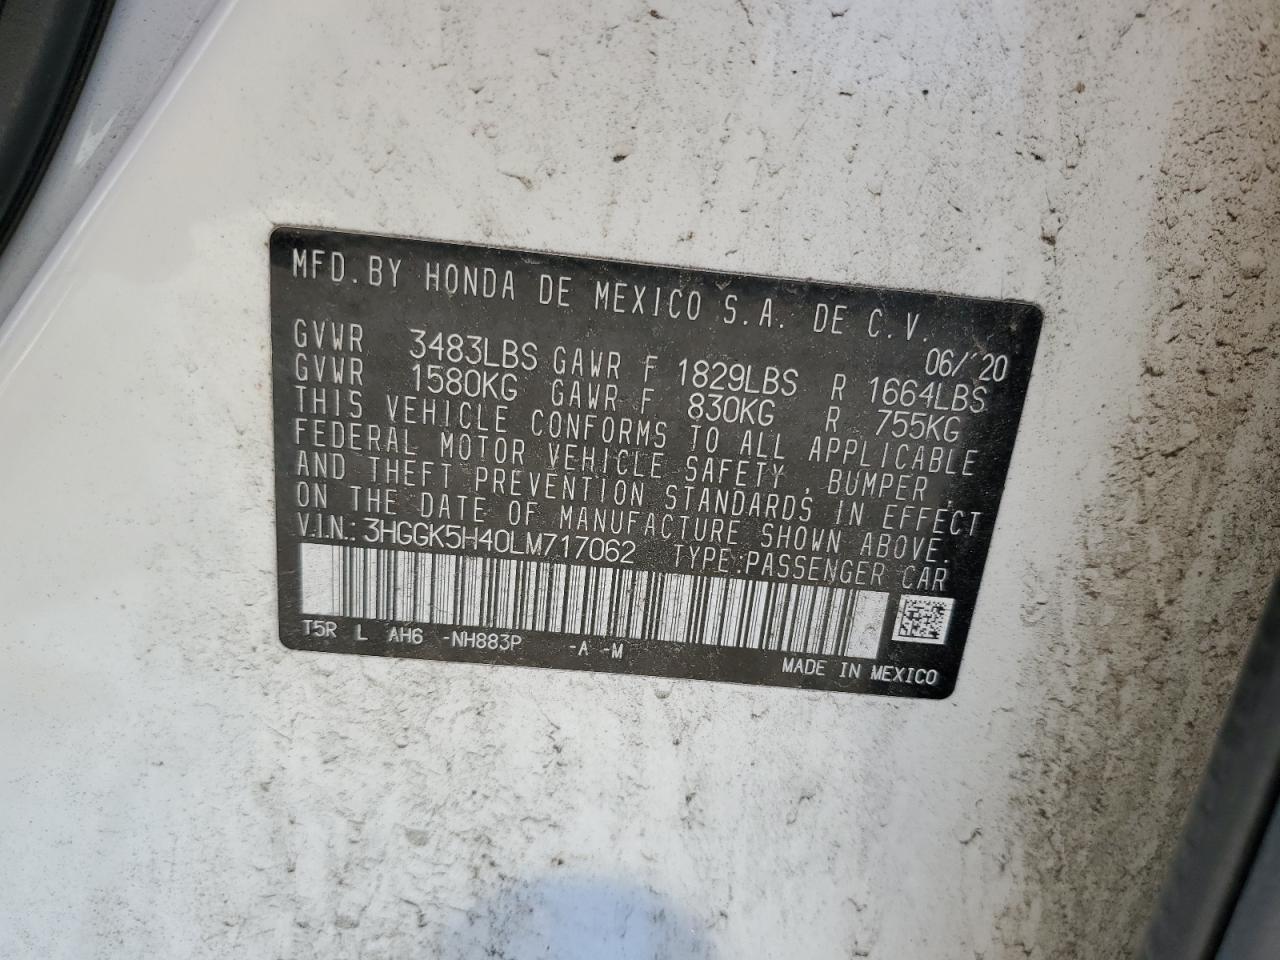 MFD.BY HONDA DE MEXICO S.A. DE C.V.
06/'20
GVWR 3483LBS GAWR F 1829LBS R 1664LBS
GVWR 1580KG GAWR F 830KG R 755KG
THIS VEHICLE CONFORMS TO ALL APPLICABLE
FEDERAL MOTOR VEHICLE SAFETY, BUMPER,
AND THEFT PREVENTION STANDARDS IN EFFECT
ON THE DATE OF MANUFACTURE SHOWN ABOVE.
V.I.N.: 3HGGK5H40LM717062 TYPE:PASSENGER CAR
T5R L AH6 -NH883P -A -M
MADE IN MEXICO